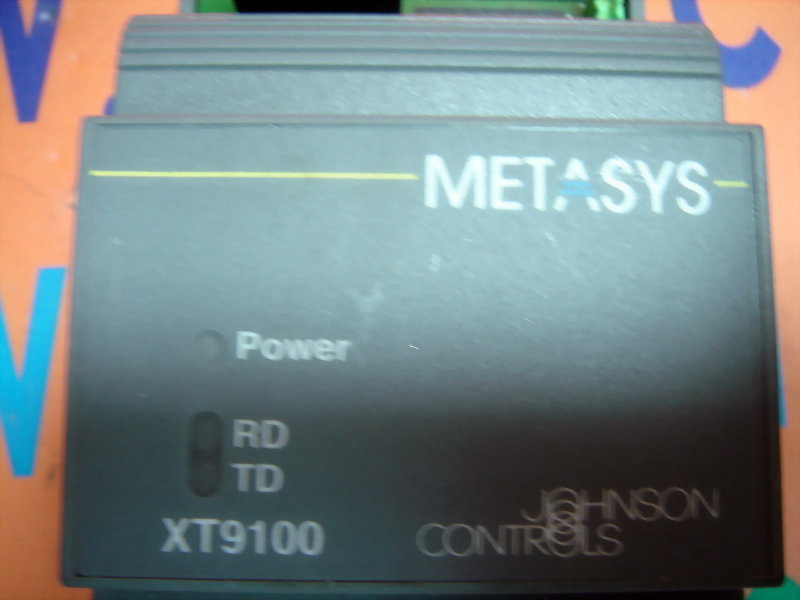 METASYS
Power
RD
TD
XT9100
JOHNSON
CONTROLS